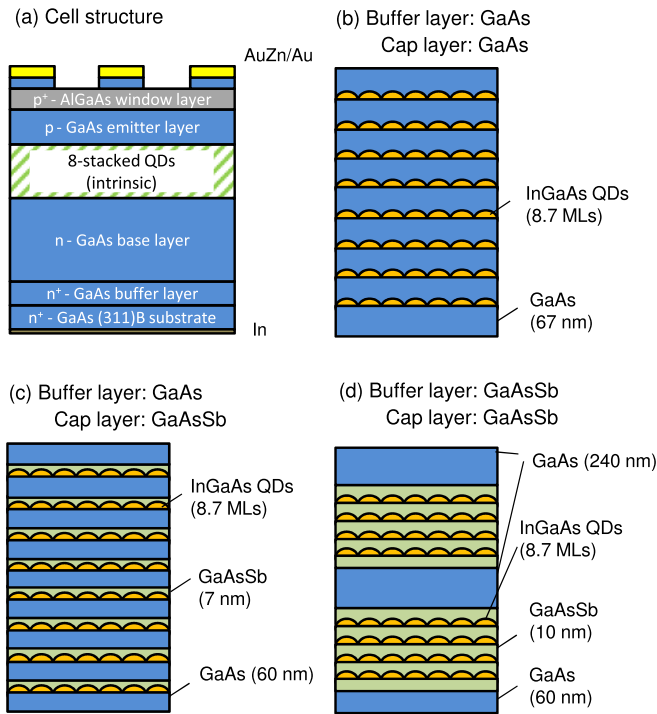 (a) Cell structure
AuZn/Au
p⁺ - AlGaAs window layer
p - GaAs emitter layer
8-stacked QDs
(intrinsic)
n - GaAs base layer
n⁺ - GaAs buffer layer
n⁺ - GaAs (311)B substrate
In
(b) Buffer layer: GaAs
Cap layer: GaAs
InGaAs QDs
(8.7 MLs)
GaAs
(67 nm)
(c) Buffer layer: GaAs
Cap layer: GaAsSb
InGaAs QDs
(8.7 MLs)
GaAsSb
(7 nm)
GaAs (60 nm)
(d) Buffer layer: GaAsSb
Cap layer: GaAsSb
GaAs (240 nm)
InGaAs QDs
(8.7 MLs)
GaAsSb
(10 nm)
GaAs
(60 nm)